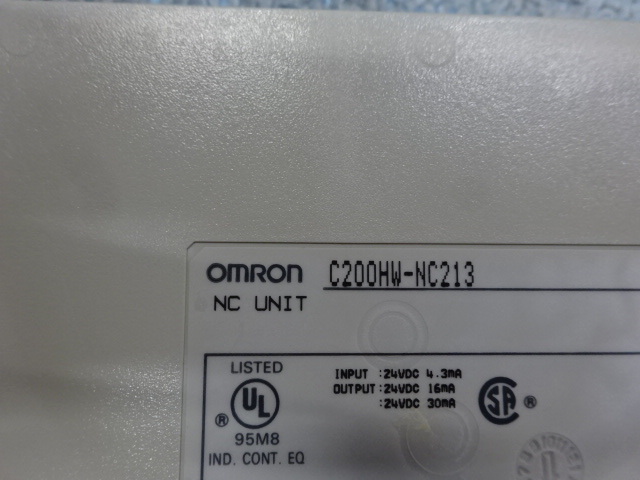 OMRON C200HW-NC213
NC UNIT
LISTED
UL
®
95M8
IND. CONT. EQ
INPUT :24VDC 4.3mA
OUTPUT :24VDC 16mA
:24VDC 30mA
SA ®